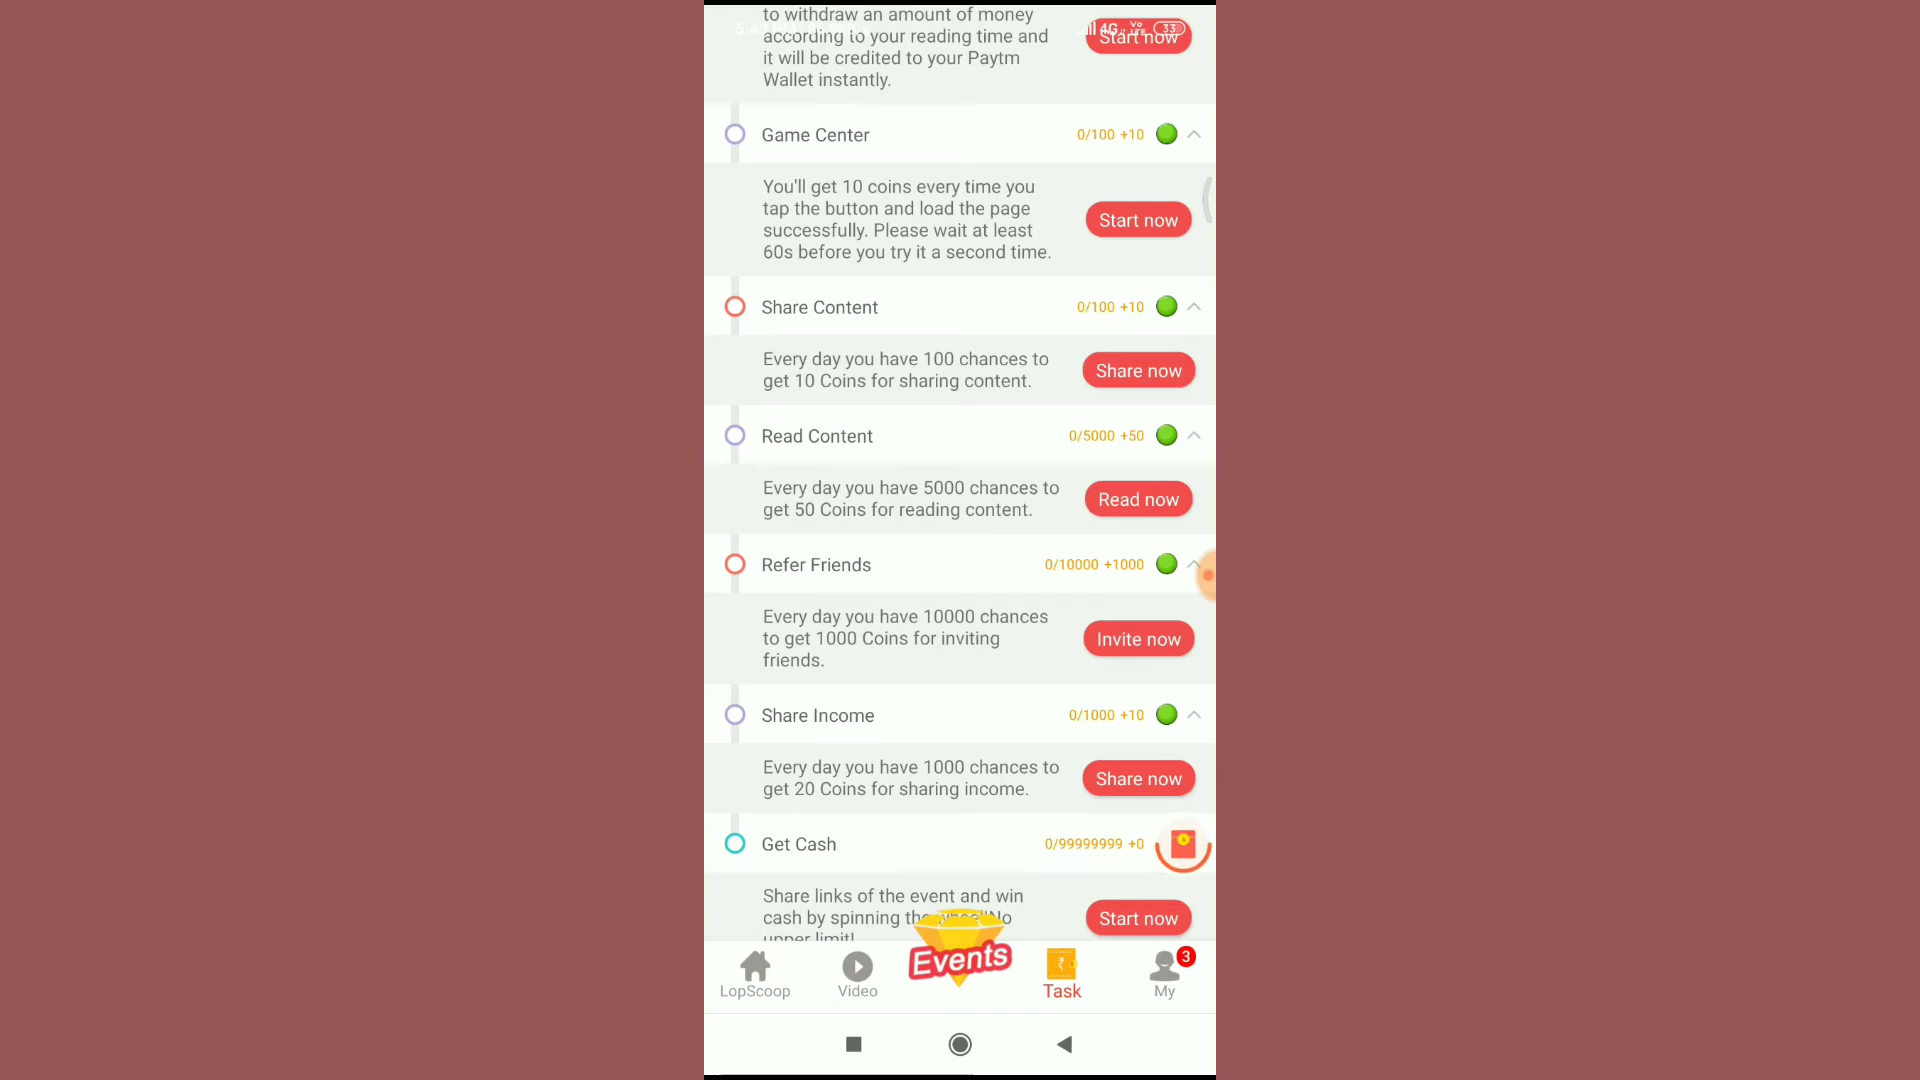 to withdraw an amount of money
according to your reading time and
it will be credited to your Paytm
Wallet instantly.
4G
33
Start now
Game Center
0/100 +10
You'll get 10 coins every time you
tap the button and load the page
successfully. Please wait at least
60s before you try it a second time.
Start now
Share Content
0/100 +10
Every day you have 100 chances to
get 10 Coins for sharing content.
Share now
Read Content
0/5000 +50
Every day you have 5000 chances to
get 50 Coins for reading content.
Read now
Refer Friends
0/10000 +1000
Every day you have 10000 chances
to get 1000 Coins for inviting
friends.
Invite now
Share Income
0/1000 +10
Every day you have 1000 chances to
get 20 Coins for sharing income.
Share now
Get Cash
0/99999999 +0
Share links of the event and win
cash by spinning the wheel!No
upper limit!
Start now
LopScoop
Video
Events
Task
3
My